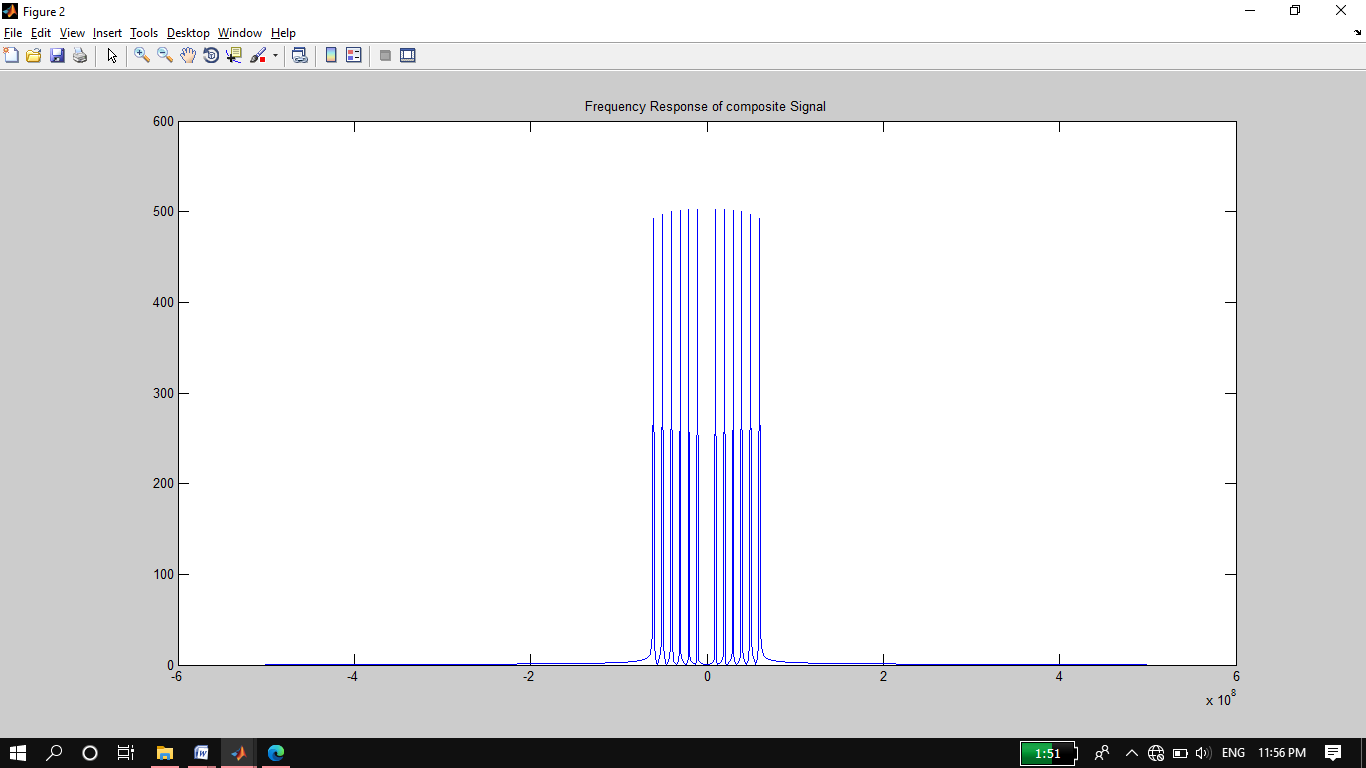 Figure 2
File Edit View Insert Tools Desktop Window Help
Frequency Response of composite Signal
600
500
400
300
200
100
0
-6 -4 -2 0 2 4 6
x 10^8
1:51 ENG 11:56 PM